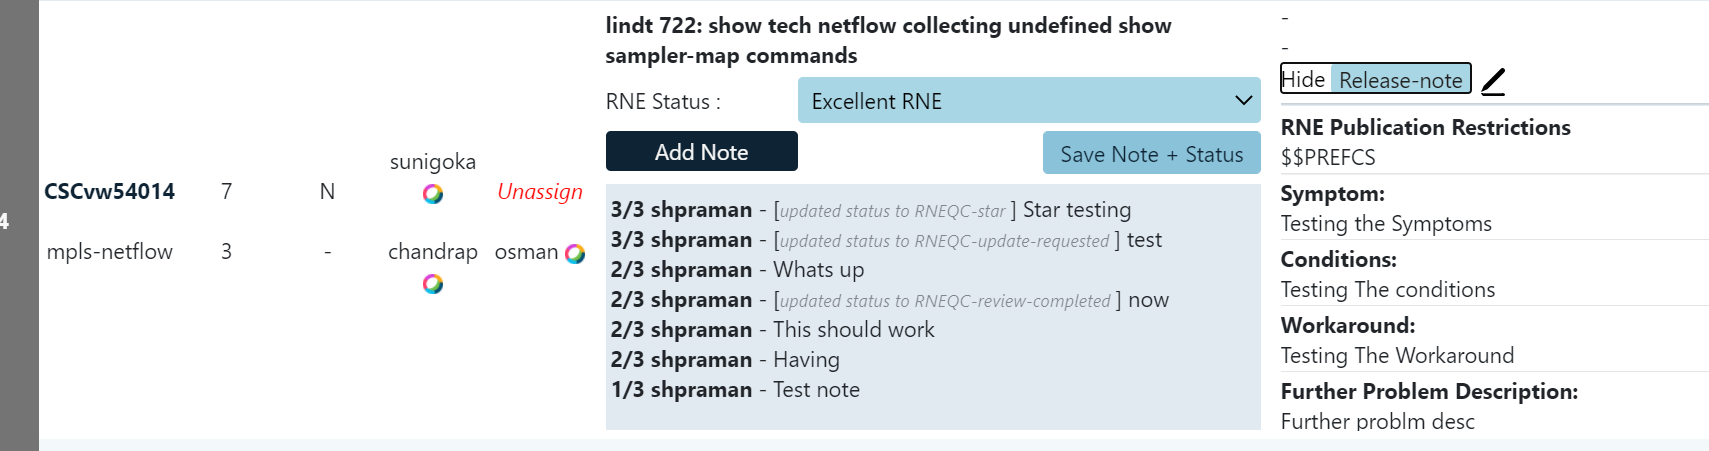 4
CSCvw54014
mpls-netflow
7
3
N
-
sunigoka
chandrap
Unassign
osman
lindt 722: show tech netflow collecting undefined show
sampler-map commands
RNE Status :
Excellent RNE
Add Note
Save Note + Status
3/3 shpraman - [updated status to RNEQC-star ] Star testing
3/3 shpraman - [updated status to RNEQC-update-requested ] test
2/3 shpraman - Whats up
2/3 shpraman - [updated status to RNEQC-review-completed ] now
2/3 shpraman - This should work
2/3 shpraman - Having
1/3 shpraman - Test note
-
-
Hide Release-note
RNE Publication Restrictions
$$PREFCS
Symptom:
Testing the Symptoms
Conditions:
Testing The conditions
Workaround:
Testing The Workaround
Further Problem Description:
Further problm desc